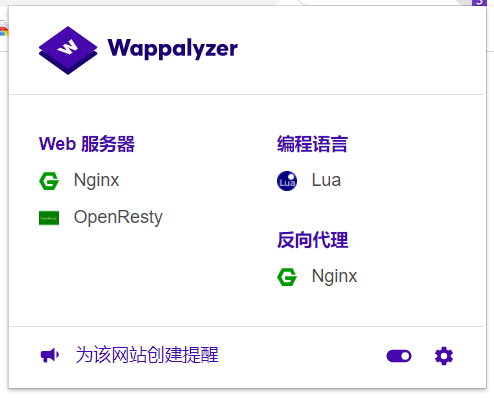 Wappalyzer
Web 服务器
Nginx
OpenResty
编程语言
Lua
反向代理
Nginx
为该网站创建提醒